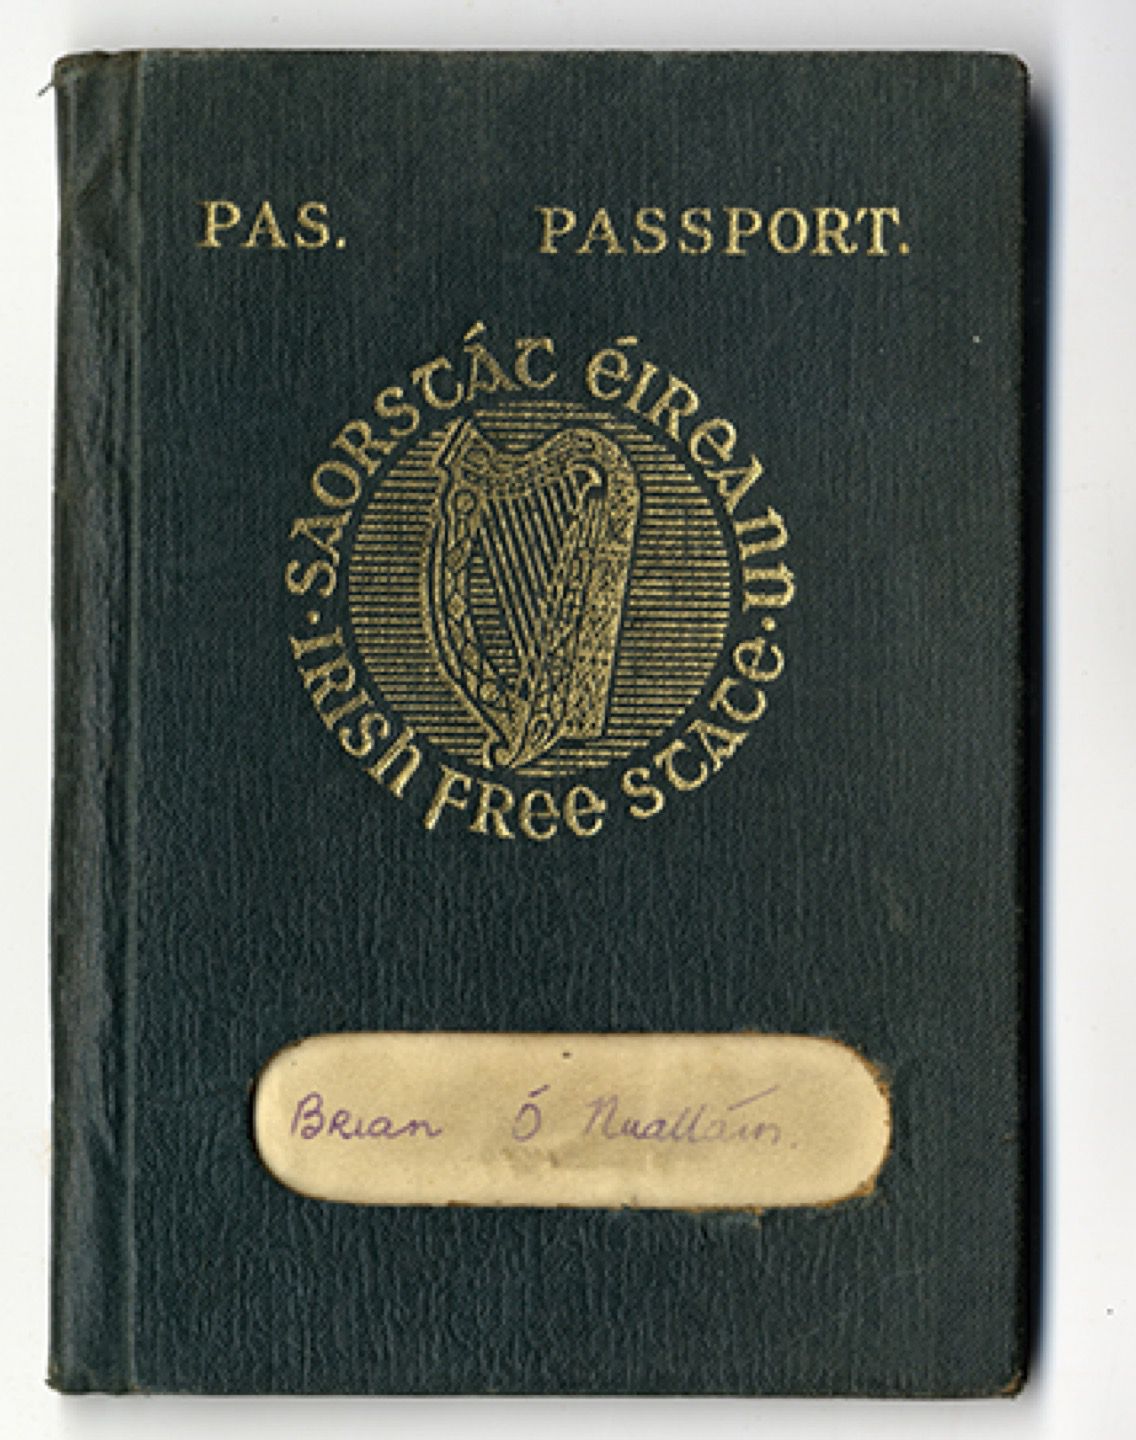 PAS. PASSPORT.
SAORSTÁT ÉIREANN
· IRISH FREE STATE ·
Brian Ó Nualláin.